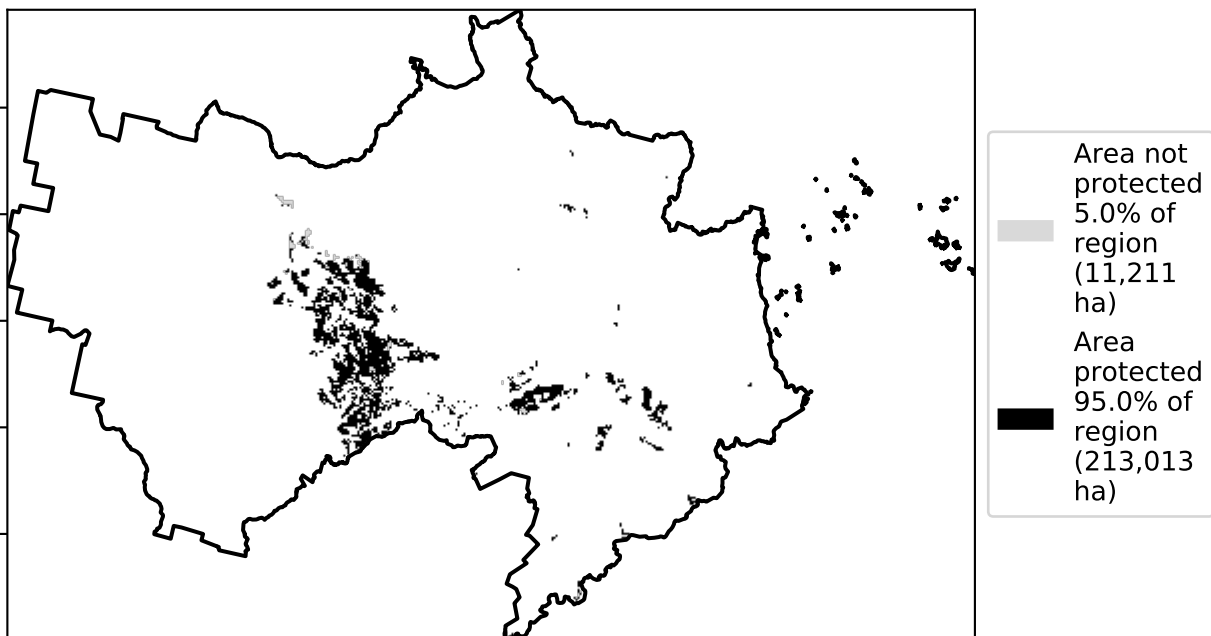 Area not
protected
5.0% of
region
(11,211
ha)
Area
protected
95.0% of
region
(213,013
ha)